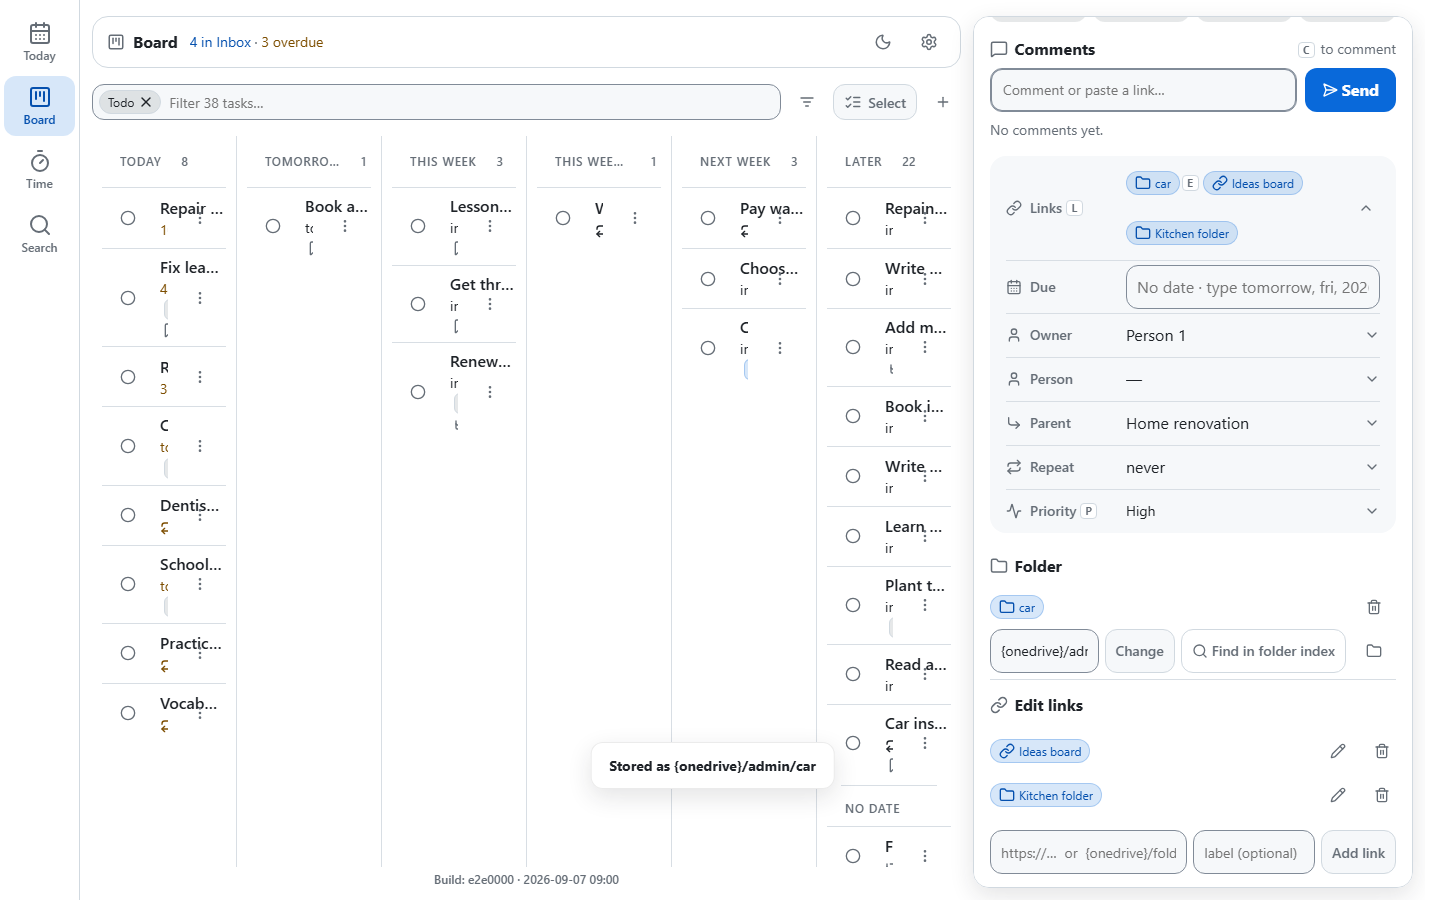 Today
Board
Time
Search
Board 4 in Inbox · 3 overdue
Todo
Filter 38 tasks...
Select
TODAY 8
Repair ...
1
Fix lea...
4
R
3
C
Dentis...
School...
Practic...
Vocab...
TOMORRO... 1
Book a...
THIS WEEK 3
Lesson...
Get thr...
Renew...
THIS WEE... 1
NEXT WEEK 3
Pay wa...
Choos...
C
LATER 22
Repain...
Write ...
Add m...
Book i...
Write ...
Learn ...
Plant t...
Read a...
Car ins...
NO DATE
F
Stored as {onedrive}/admin/car
Build: e2e0000 · 2026-09-07 09:00
Comments
C to comment
Comment or paste a link...
Send
No comments yet.
Links L
car E Ideas board
Kitchen folder
Due No date · type tomorrow, fri, 202
Owner Person 1
Person —
Parent Home renovation
Repeat never
Priority P High
Folder
car
{onedrive}/adr Change Find in folder index
Edit links
Ideas board
Kitchen folder
https://... or {onedrive}/fold label (optional) Add link